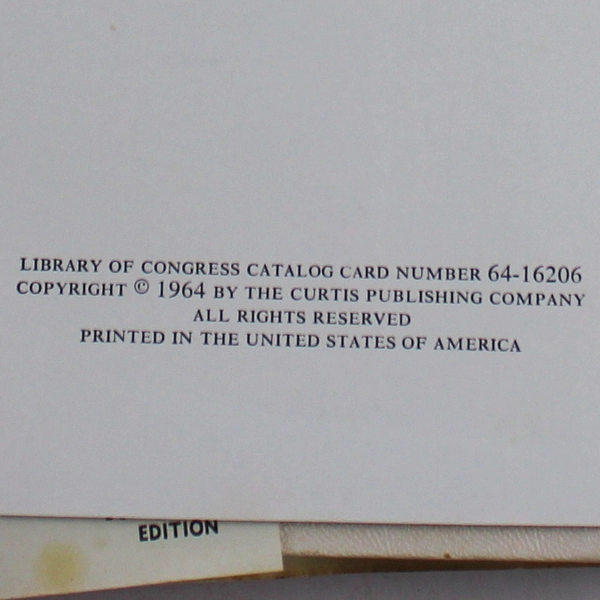 LIBRARY OF CONGRESS CATALOG CARD NUMBER 64-16206
COPYRIGHT © 1964 BY THE CURTIS PUBLISHING COMPANY
ALL RIGHTS RESERVED
PRINTED IN THE UNITED STATES OF AMERICA
EDITION